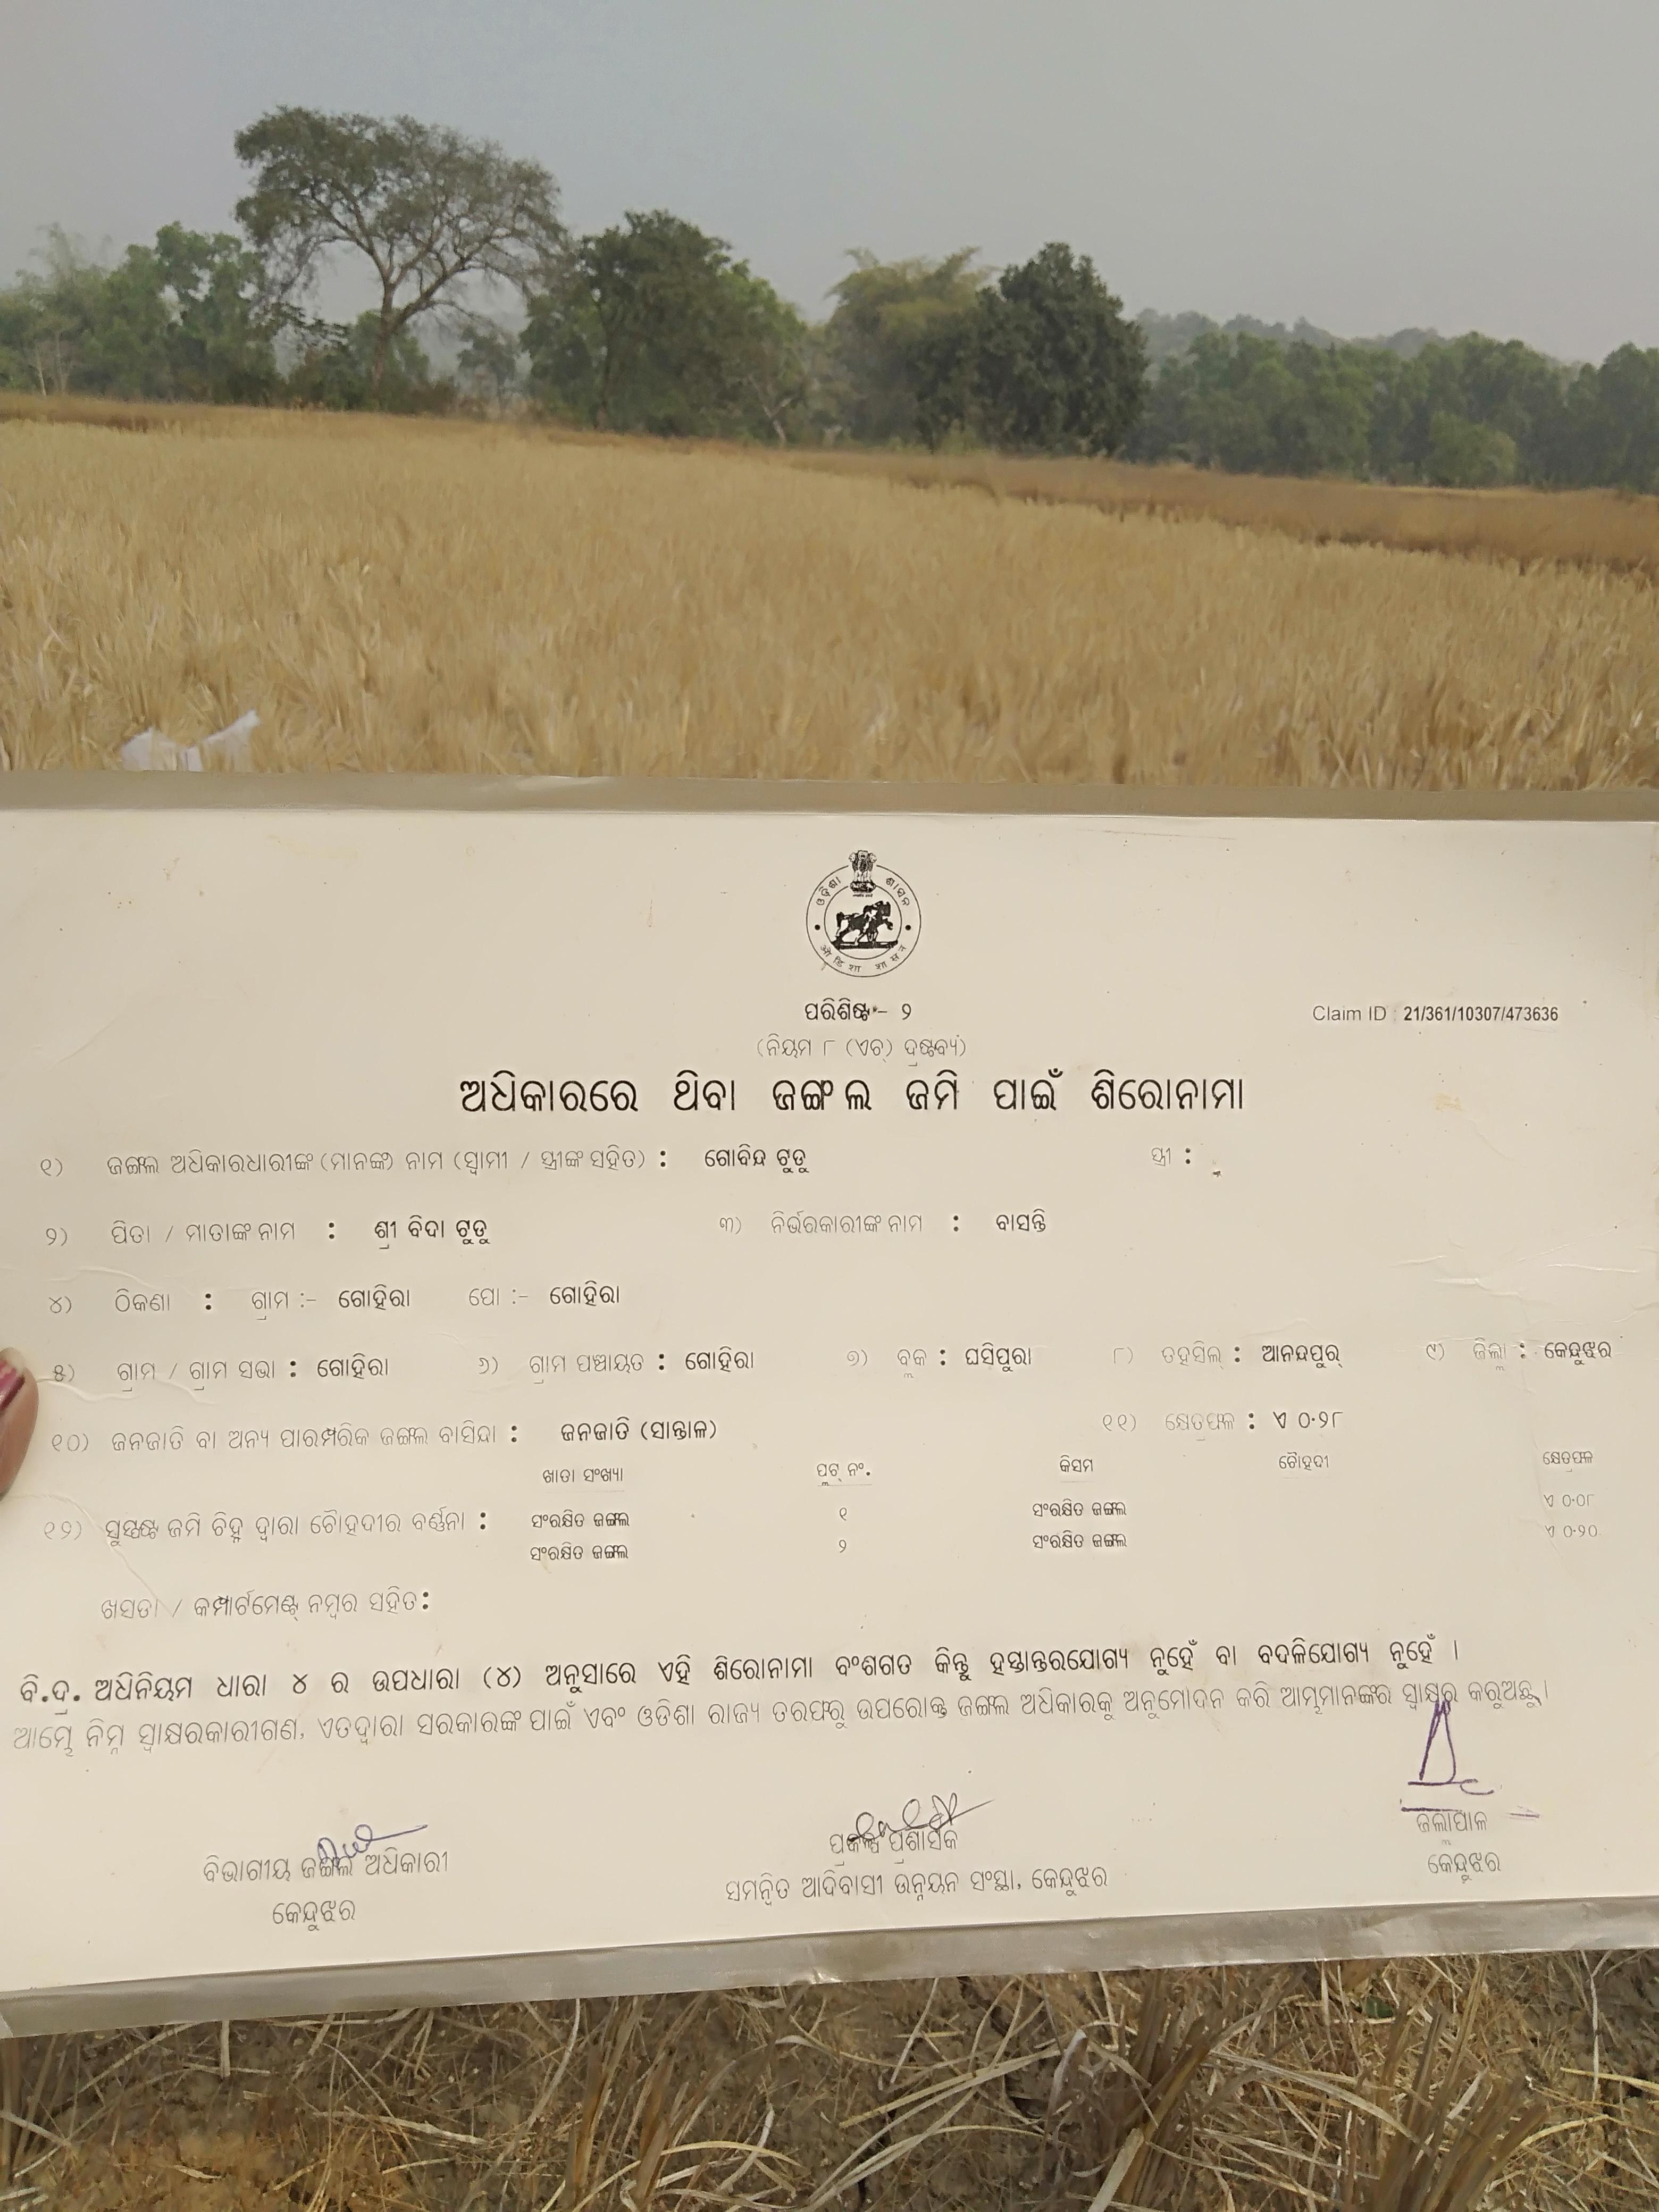 ଓଡ଼ିଶା ଶାସନ
ओडिशा शासन
ପରିଶିଷ୍ଟ - ୨
Claim ID : 21/361/10307/473636
(ନିୟମ ୮ (ଏଚ୍) ଦ୍ରଷ୍ଟବ୍ୟ)
ଅଧିକାରରେ ଥିବା ଜଙ୍ଗଲ ଜମି ପାଇଁ ଶିରୋନାମା
୧) ଜଙ୍ଗଲ ଅଧିକାରଧାରୀଙ୍କ (ମାନଙ୍କ) ନାମ (ସ୍ୱାମୀ / ସ୍ତ୍ରୀଙ୍କ ସହିତ) : ଗୋବିନ୍ଦ ଟୁଡୁ ସ୍ତ୍ରୀ :
୨) ପିତା / ମାତାଙ୍କ ନାମ : ଶ୍ରୀ ବିଦା ଟୁଡୁ ୩) ନିର୍ଭରକାରୀଙ୍କ ନାମ : ବାସନ୍ତି
୪) ଠିକଣା : ଗ୍ରାମ :- ଗୋହିରା ପୋ :- ଗୋହିରା
୫) ଗ୍ରାମ / ଗ୍ରାମ ସଭା : ଗୋହିରା ୬) ଗ୍ରାମ ପଞ୍ଚାୟତ : ଗୋହିରା ୭) ବ୍ଲକ : ଘସିପୁରା ୮) ତହସିଲ୍ : ଆନନ୍ଦପୁର୍ ୯) ଜିଲ୍ଲା : କେନ୍ଦୁଝର
୧୦) ଜନଜାତି ବା ଅନ୍ୟ ପାରମ୍ପରିକ ଜଙ୍ଗଲ ବାସିନ୍ଦା : ଜନଜାତି (ସାନ୍ତାଳ) ୧୧) କ୍ଷେତ୍ରଫଳ : ଏ ୦.୨୮
ଖାତା ସଂଖ୍ୟା ପ୍ଲଟ୍ ନଂ. କିସମ ଚୌହଦୀ କ୍ଷେତ୍ରଫଳ
୧୨) ସୁସ୍ପଷ୍ଟ ଜମି ଚିହ୍ନ ଦ୍ୱାରା ଚୌହଦୀର ବର୍ଣ୍ଣନା : ସଂରକ୍ଷିତ ଜଙ୍ଗଲ ୧ ସଂରକ୍ଷିତ ଜଙ୍ଗଲ ଏ ୦.୦୮
ସଂରକ୍ଷିତ ଜଙ୍ଗଲ ୨ ସଂରକ୍ଷିତ ଜଙ୍ଗଲ ଏ ୦.୨୦
ଖସଡା / କମ୍ପାର୍ଟମେଣ୍ଟ୍ ନମ୍ବର ସହିତ :
ବି.ଦ୍ର. ଅଧିନିୟମ ଧାରା ୪ ର ଉପଧାରା (୪) ଅନୁସାରେ ଏହି ଶିରୋନାମା ବଂଶଗତ କିନ୍ତୁ ହସ୍ତାନ୍ତରଯୋଗ୍ୟ ନୁହେଁ ବା ବଦଳିଯୋଗ୍ୟ ନୁହେଁ ।
ଆମ୍ଭେ ନିମ୍ନ ସ୍ୱାକ୍ଷରକାରୀଗଣ, ଏତଦ୍ୱାରା ସରକାରଙ୍କ ପାଇଁ ଏବଂ ଓଡିଶା ରାଜ୍ୟ ତରଫରୁ ଉପରୋକ୍ତ ଜଙ୍ଗଲ ଅଧିକାରକୁ ଅନୁମୋଦନ କରି ଆମ୍ଭମାନଙ୍କର ସ୍ୱାକ୍ଷର କରୁଅଛୁ ।
ବିଭାଗୀୟ ଜଙ୍ଗଲ ଅଧିକାରୀ
କେନ୍ଦୁଝର
ପ୍ରକଳ୍ପ ପ୍ରଶାସକ
ସମନ୍ୱିତ ଆଦିବାସୀ ଉନ୍ନୟନ ସଂସ୍ଥା, କେନ୍ଦୁଝର
ଜିଲ୍ଲାପାଳ
କେନ୍ଦୁଝର